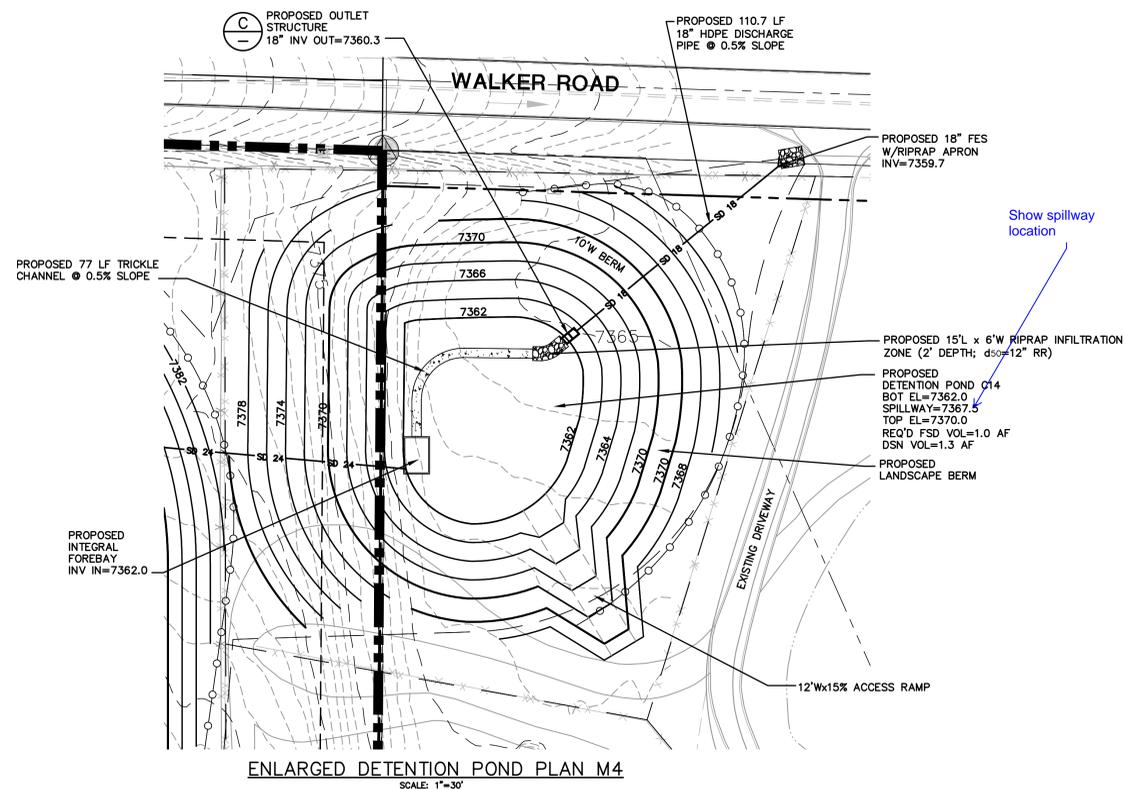 C
PROPOSED OUTLET
STRUCTURE
18" INV OUT=7360.3
PROPOSED 110.7 LF
18" HDPE DISCHARGE
PIPE @ 0.5% SLOPE
WALKER ROAD
PROPOSED 18" FES
W/RIPRAP APRON
INV=7359.7
Show spillway
location
PROPOSED 77 LF TRICKLE
CHANNEL @ 0.5% SLOPE
7370
7366
7362
10'W BERM
SD 18
SD 18
SD 18
7365
PROPOSED 15'L x 6'W RIPRAP INFILTRATION
ZONE (2' DEPTH; d50=12" RR)
PROPOSED
DETENTION POND C14
BOT EL=7362.0
SPILLWAY=7367.5
TOP EL=7370.0
REQ'D FSD VOL=1.0 AF
DSN VOL=1.3 AF
PROPOSED
LANDSCAPE BERM
7382
7378
7374
7370
7362
7364
7370
7370
7368
SD 24
SD 24
SD 24
PROPOSED
INTEGRAL
FOREBAY
INV IN=7362.0
EXISTING DRIVEWAY
12'Wx15% ACCESS RAMP
ENLARGED DETENTION POND PLAN M4
SCALE: 1"=30'